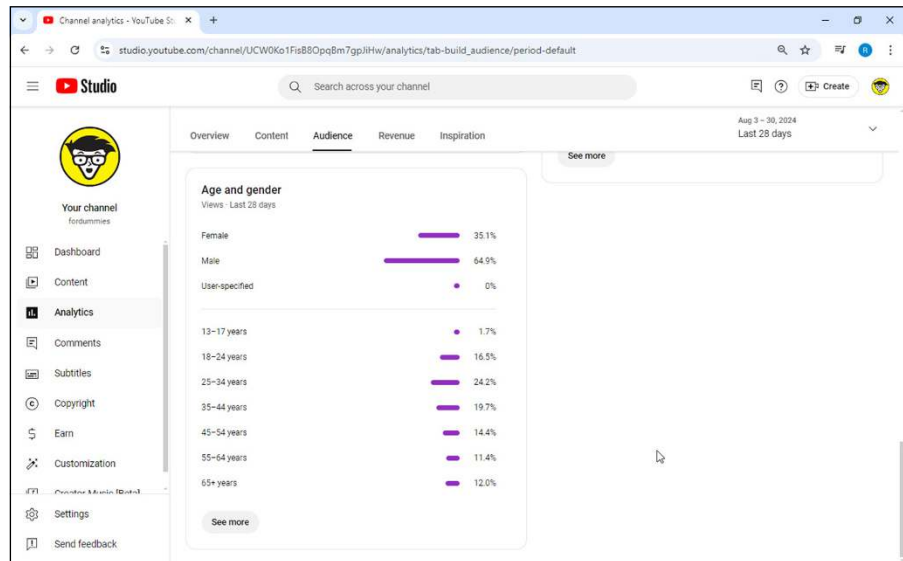 Channel analytics - YouTube St
studio.youtube.com/channel/UCW0Ko1FisB8OpqBm7gpJiHw/analytics/tab-build_audience/period-default
R
Studio
Search across your channel
Create
Overview Content Audience Revenue Inspiration
Aug 3 – 30, 2024
Last 28 days
See more
Your channel
fordummies
Dashboard
Content
Analytics
Comments
Subtitles
Copyright
Earn
Customization
Creator Music [Beta]
Settings
Send feedback
Age and gender
Views · Last 28 days
Female 35.1%
Male 64.9%
User-specified 0%
13–17 years 1.7%
18–24 years 16.5%
25–34 years 24.2%
35–44 years 19.7%
45–54 years 14.4%
55–64 years 11.4%
65+ years 12.0%
See more